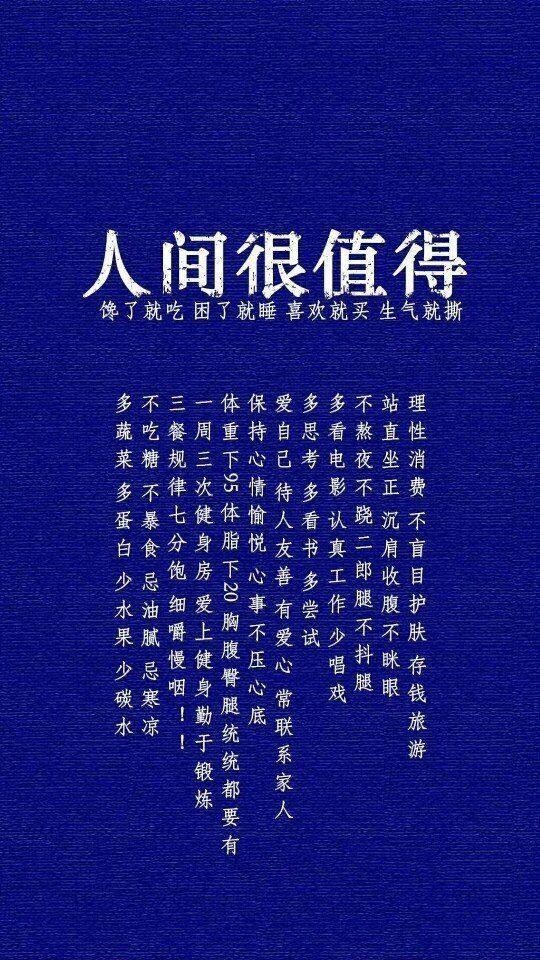 人间很值得
馋了就吃 困了就睡 喜欢就买 生气就撕
理性消费 不盲目护肤 存钱旅游
站直坐正 沉肩收腹不眯眼
不熬夜不跷二郎腿不抖腿
多看电影 认真工作少唱戏
多思考 多看书 多尝试
爱自己 待人友善 有爱心 常联系家人
保持心情愉悦 心事不压心底
体重下95 体脂下20 胸腹臀腿统统都要有
一周三次健身房 爱上健身勤于锻炼
三餐规律七分饱 细嚼慢咽！！
不吃糖 不暴食 忌油腻 忌寒凉
多蔬菜 多蛋白 少水果 少碳水